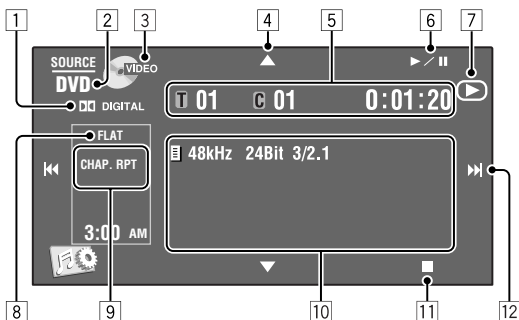 1 2 3 4 5 6 7
SOURCE
DVD
VIDEO
DIGITAL
T 01 C 01 0:01:20
FLAT
CHAP. RPT
48kHz 24Bit 3/2.1
3:00 AM
8 9 10 11 12